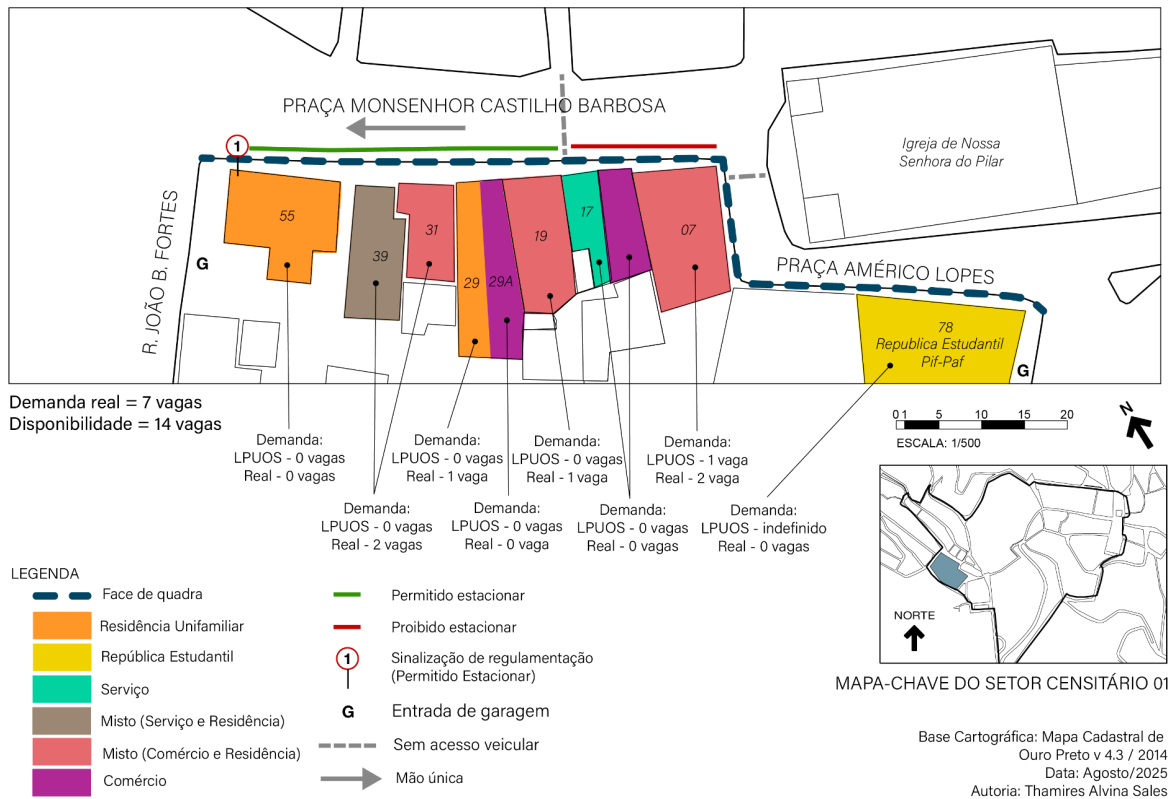 PRAÇA MONSENHOR CASTILHO BARBOSA
1
Igreja de Nossa
Senhora do Pilar
R. JOÃO B. FORTES
55
39
31
29
29A
19
17
07
G
PRAÇA AMÉRICO LOPES
78
Republica Estudantil
Pif-Paf
G
Demanda real = 7 vagas
Disponibilidade = 14 vagas
Demanda:
LPUOS - 0 vagas
Real - 0 vagas
Demanda:
LPUOS - 0 vagas
Real - 1 vaga
Demanda:
LPUOS - 0 vagas
Real - 1 vaga
Demanda:
LPUOS - 1 vaga
Real - 2 vaga
Demanda:
LPUOS - 0 vagas
Real - 2 vagas
Demanda:
LPUOS - 0 vagas
Real - 0 vaga
Demanda:
LPUOS - 0 vagas
Real - 0 vagas
Demanda:
LPUOS - indefinido
Real - 0 vagas
0 1 5 10 15 20
ESCALA: 1/500
N
NORTE
MAPA-CHAVE DO SETOR CENSITÁRIO 01
LEGENDA
Face de quadra
Residência Unifamiliar
República Estudantil
Serviço
Misto (Serviço e Residência)
Misto (Comércio e Residência)
Comércio
Permitido estacionar
Proibido estacionar
1
Sinalização de regulamentação
(Permitido Estacionar)
G
Entrada de garagem
Sem acesso veicular
Mão única
Base Cartográfica: Mapa Cadastral de
Ouro Preto v 4.3 / 2014
Data: Agosto/2025
Autoria: Thamires Alvina Sales